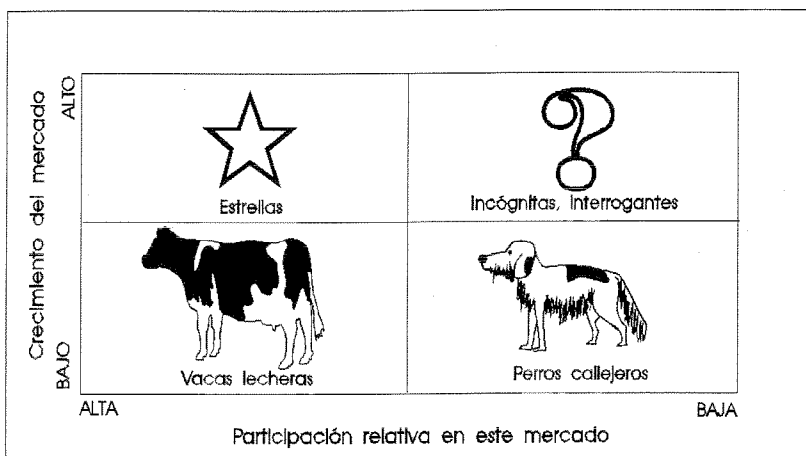 Crecimiento del mercado
ALTO
BAJO
Estrellas
Incógnitas, Interrogantes
Vacas lecheras
Perros callejeros
ALTA
BAJA
Participación relativa en este mercado